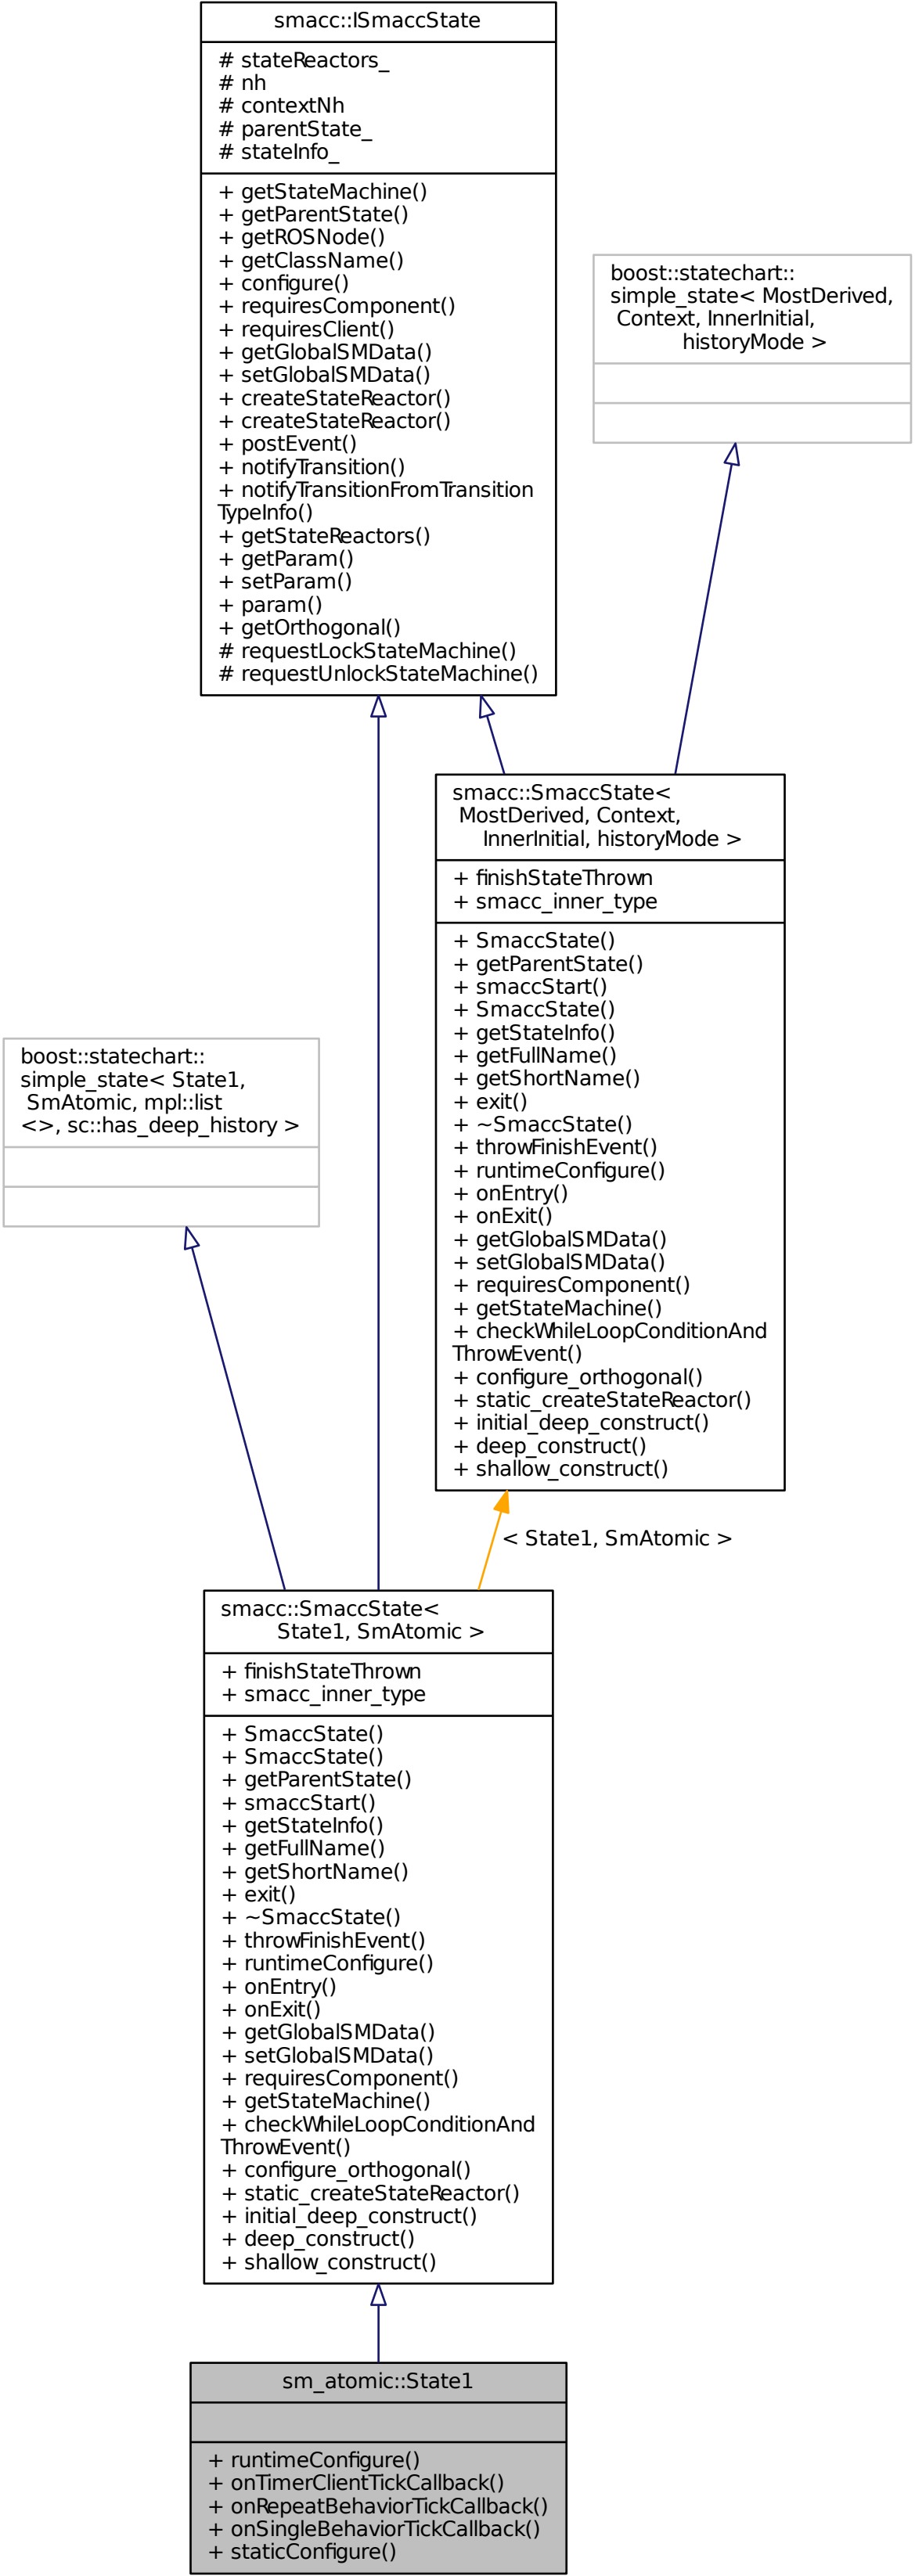 smacc::ISmaccState
# stateReactors_
# nh
# contextNh
# parentState_
# stateInfo_
+ getStateMachine()
+ getParentState()
+ getROSNode()
+ getClassName()
+ configure()
+ requiresComponent()
+ requiresClient()
+ getGlobalSMData()
+ setGlobalSMData()
+ createStateReactor()
+ createStateReactor()
+ postEvent()
+ notifyTransition()
+ notifyTransitionFromTransition
TypeInfo()
+ getStateReactors()
+ getParam()
+ setParam()
+ param()
+ getOrthogonal()
# requestLockStateMachine()
# requestUnlockStateMachine()
boost::statechart::
simple_state< MostDerived,
Context, InnerInitial,
historyMode >
smacc::SmaccState<
MostDerived, Context,
InnerInitial, historyMode >
+ finishStateThrown
+ smacc_inner_type
+ SmaccState()
+ getParentState()
+ smaccStart()
+ SmaccState()
+ getStateInfo()
+ getFullName()
+ getShortName()
+ exit()
+ ~SmaccState()
+ throwFinishEvent()
+ runtimeConfigure()
+ onEntry()
+ onExit()
+ getGlobalSMData()
+ setGlobalSMData()
+ requiresComponent()
+ getStateMachine()
+ checkWhileLoopConditionAnd
ThrowEvent()
+ configure_orthogonal()
+ static_createStateReactor()
+ initial_deep_construct()
+ deep_construct()
+ shallow_construct()
boost::statechart::
simple_state< State1,
SmAtomic, mpl::list
<>, sc::has_deep_history >
< State1, SmAtomic >
smacc::SmaccState<
State1, SmAtomic >
+ finishStateThrown
+ smacc_inner_type
+ SmaccState()
+ SmaccState()
+ getParentState()
+ smaccStart()
+ getStateInfo()
+ getFullName()
+ getShortName()
+ exit()
+ ~SmaccState()
+ throwFinishEvent()
+ runtimeConfigure()
+ onEntry()
+ onExit()
+ getGlobalSMData()
+ setGlobalSMData()
+ requiresComponent()
+ getStateMachine()
+ checkWhileLoopConditionAnd
ThrowEvent()
+ configure_orthogonal()
+ static_createStateReactor()
+ initial_deep_construct()
+ deep_construct()
+ shallow_construct()
sm_atomic::State1
+ runtimeConfigure()
+ onTimerClientTickCallback()
+ onRepeatBehaviorTickCallback()
+ onSingleBehaviorTickCallback()
+ staticConfigure()